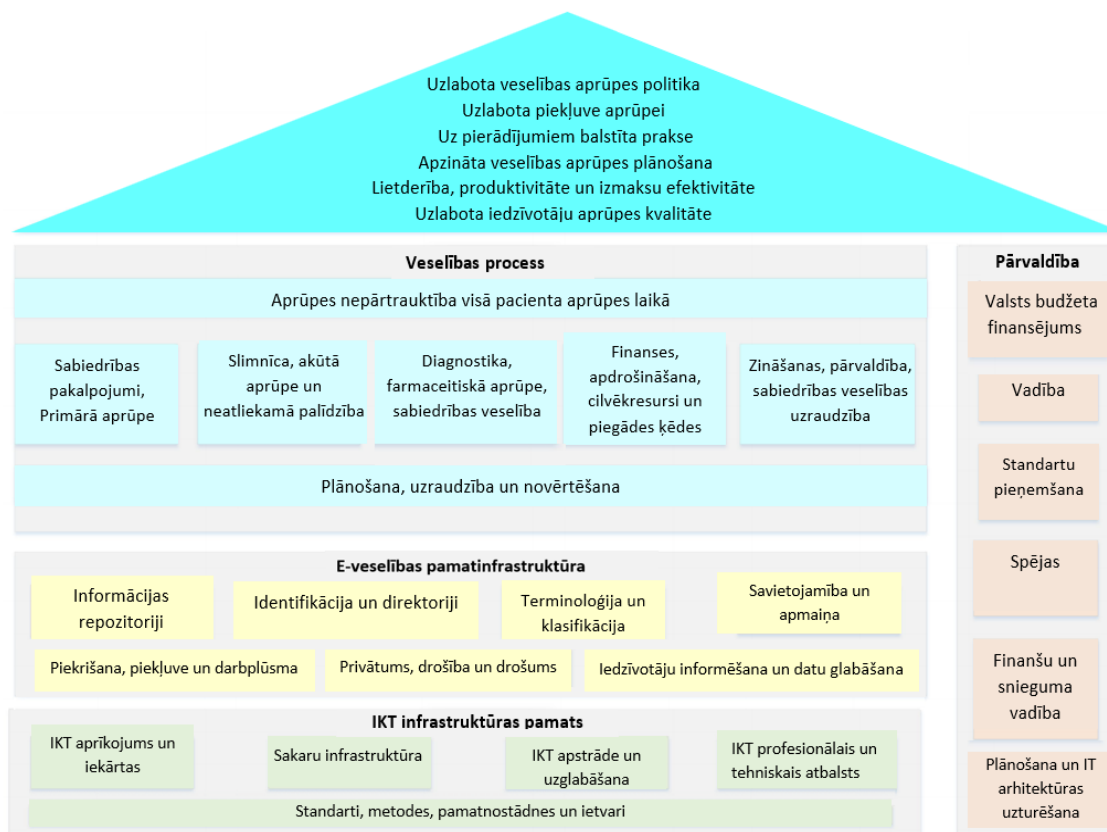 Uzlabota veselības aprūpes politika
Uzlabota piekļuve aprūpei
Uz pierādījumiem balstīta prakse
Apzināta veselības aprūpes plānošana
Lietderība, produktivitāte un izmaksu efektivitāte
Uzlabota iedzīvotāju aprūpes kvalitāte
Veselības process
Aprūpes nepārtrauktība visā pacienta aprūpes laikā
Sabiedrības
pakalpojumi,
Primārā aprūpe
Slimnīca, akūtā
aprūpe un
neatliekamā palīdzība
Diagnostika,
farmaceitiskā aprūpe,
sabiedrības veselība
Finanses,
apdrošināšana,
cilvēkresursi un
piegādes ķēdes
Zināšanas, pārvaldība,
sabiedrības veselības
uzraudzība
Plānošana, uzraudzība un novērtēšana
E-veselības pamatinfrastruktūra
Informācijas
repozitoriji
Identifikācija un direktoriji
Terminoloģija un
klasifikācija
Savietojamība un
apmaiņa
Piekrišana, piekļuve un darbplūsma
Privātums, drošība un drošums
Iedzīvotāju informēšana un datu glabāšana
IKT infrastruktūras pamats
IKT aprīkojums un
iekārtas
Sakaru infrastruktūra
IKT apstrāde un
uzglabāšana
IKT profesionālais un
tehniskais atbalsts
Standarti, metodes, pamatnostādnes un ietvari
Pārvaldība
Valsts budžeta
finansējums
Vadība
Standartu
pieņemšana
Spējas
Finanšu un
snieguma
vadība
Plānošana un IT
arhitektūras
uzturēšana